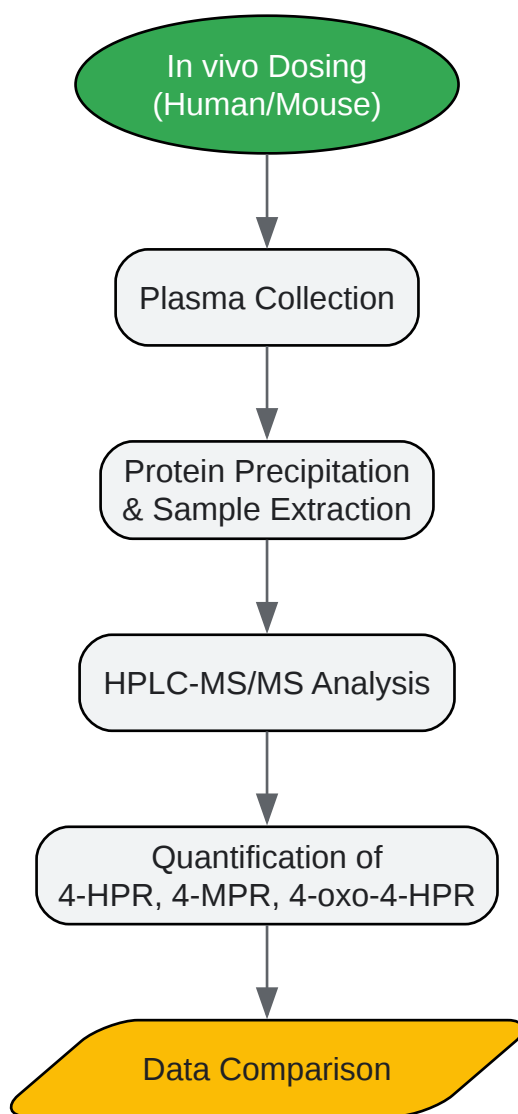 In vivo Dosing
(Human/Mouse)
Plasma Collection
Protein Precipitation
& Sample Extraction
HPLC-MS/MS Analysis
Quantification of
4-HPR, 4-MPR, 4-oxo-4-HPR
Data Comparison